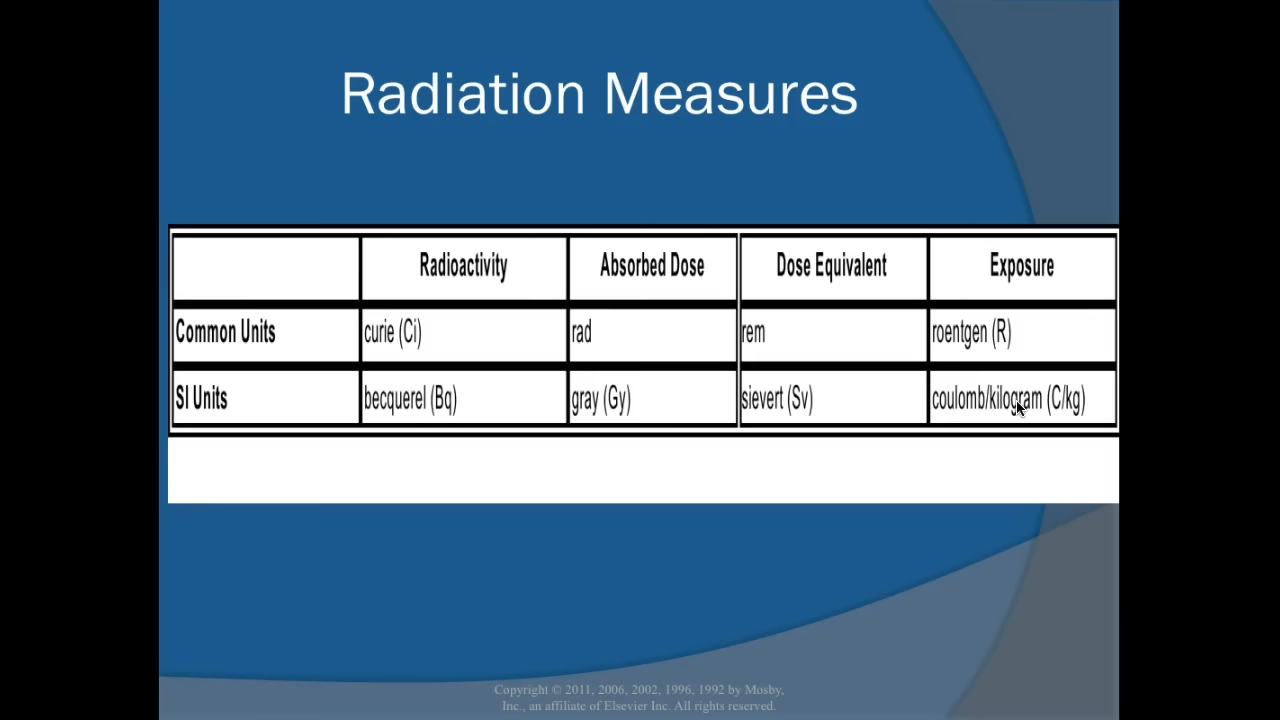 Radiation Measures
Radioactivity Absorbed Dose Dose Equivalent Exposure
Common Units curie (Ci) rad rem roentgen (R)
SI Units becquerel (Bq) gray (Gy) sievert (Sv) coulomb/kilogram (C/kg)
Copyright © 2011, 2006, 2002, 1996, 1992 by Mosby,
Inc., an affiliate of Elsevier Inc. All rights reserved.